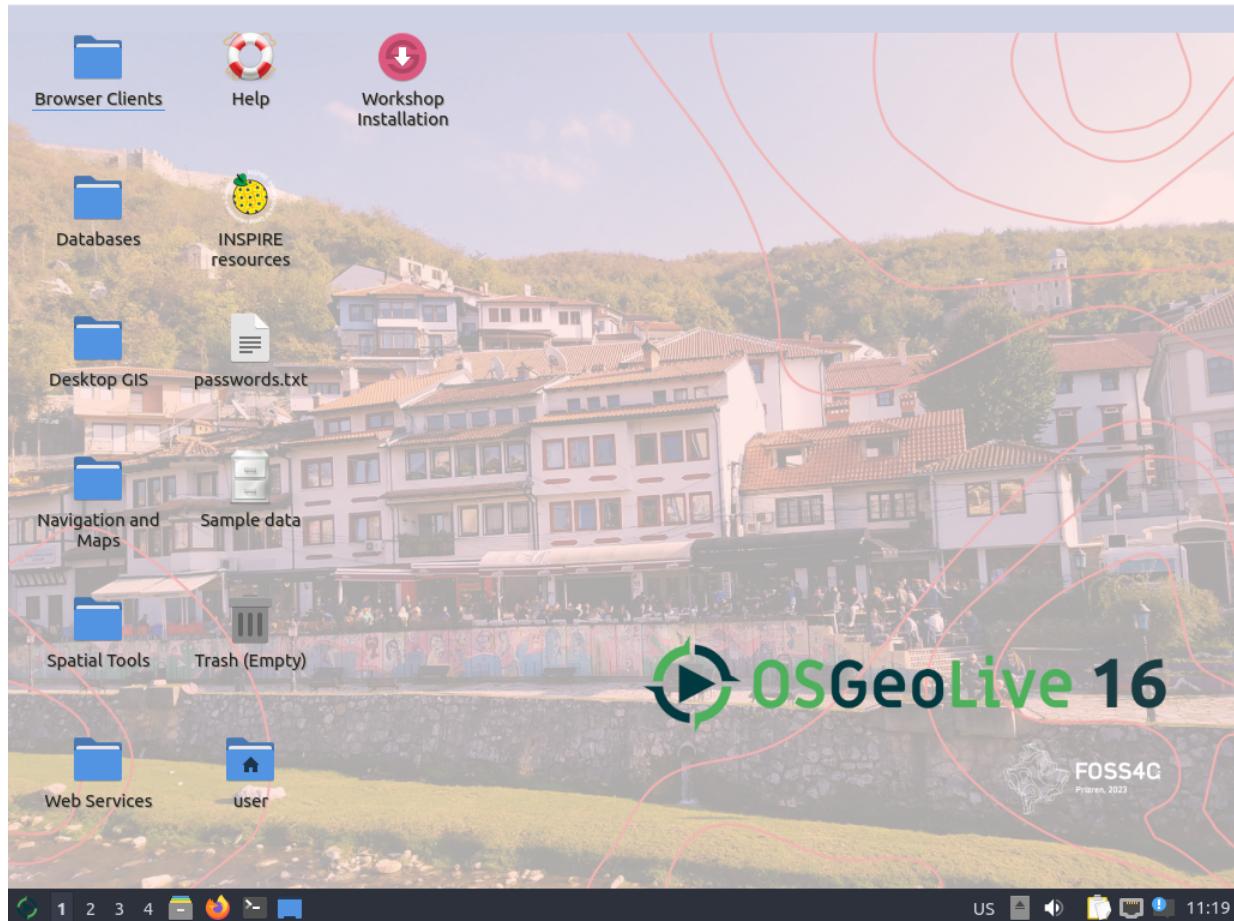 Browser Clients
Help
Workshop
Installation
Databases
INSPIRE
resources
Desktop GIS
passwords.txt
Navigation and
Maps
Sample data
Spatial Tools
Trash (Empty)
OSGeoLive 16
Web Services
user
FOSS4G
Prizren, 2023
1 2 3 4
US
11:19